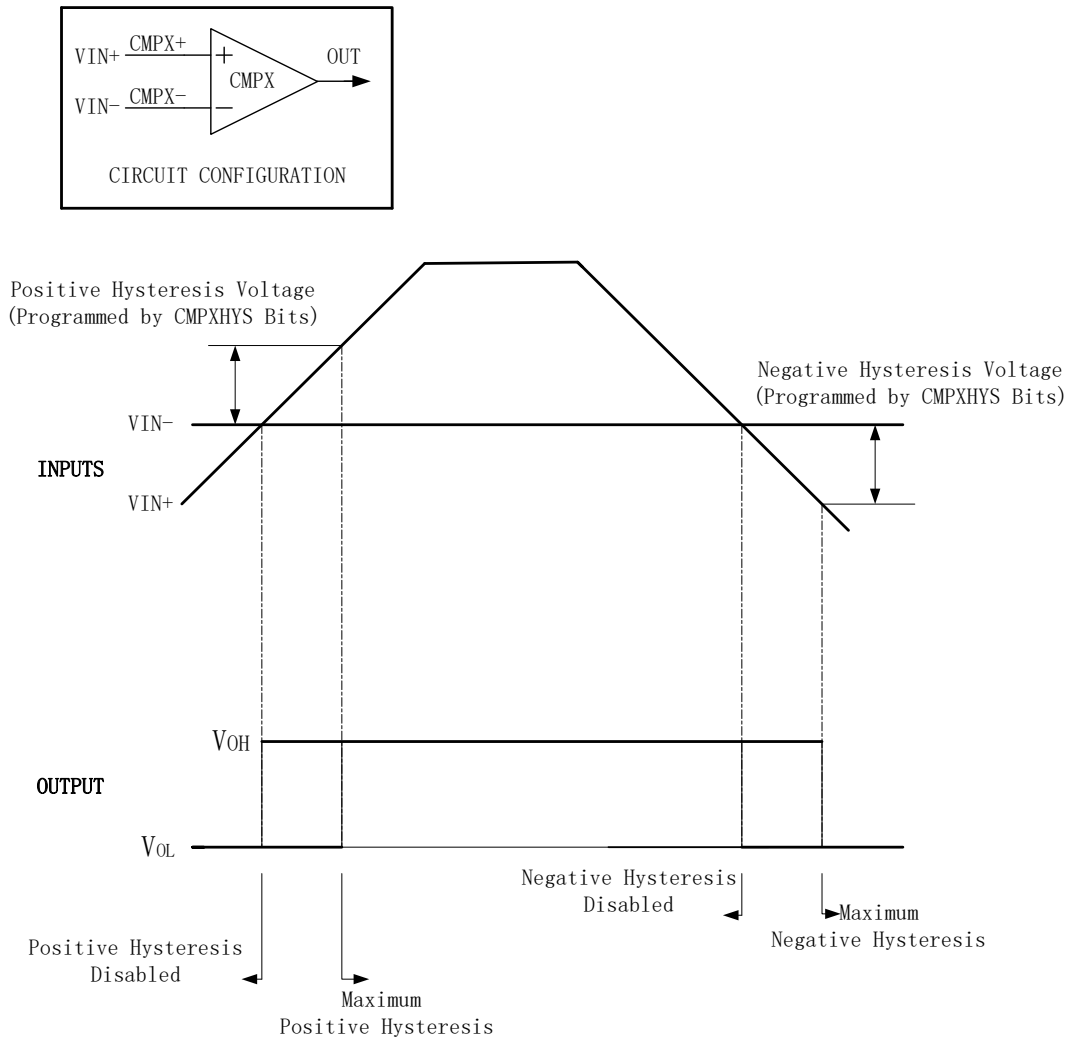 VIN+ CMPX+
OUT
CMPX
VIN- CMPX-
CIRCUIT CONFIGURATION
Positive Hysteresis Voltage
(Programmed by CMPXHYS Bits)
Negative Hysteresis Voltage
(Programmed by CMPXHYS Bits)
VIN-
INPUTS
VIN+
VOH
OUTPUT
VOL
Negative Hysteresis
Disabled
Maximum
Negative Hysteresis
Positive Hysteresis
Disabled
Maximum
Positive Hysteresis